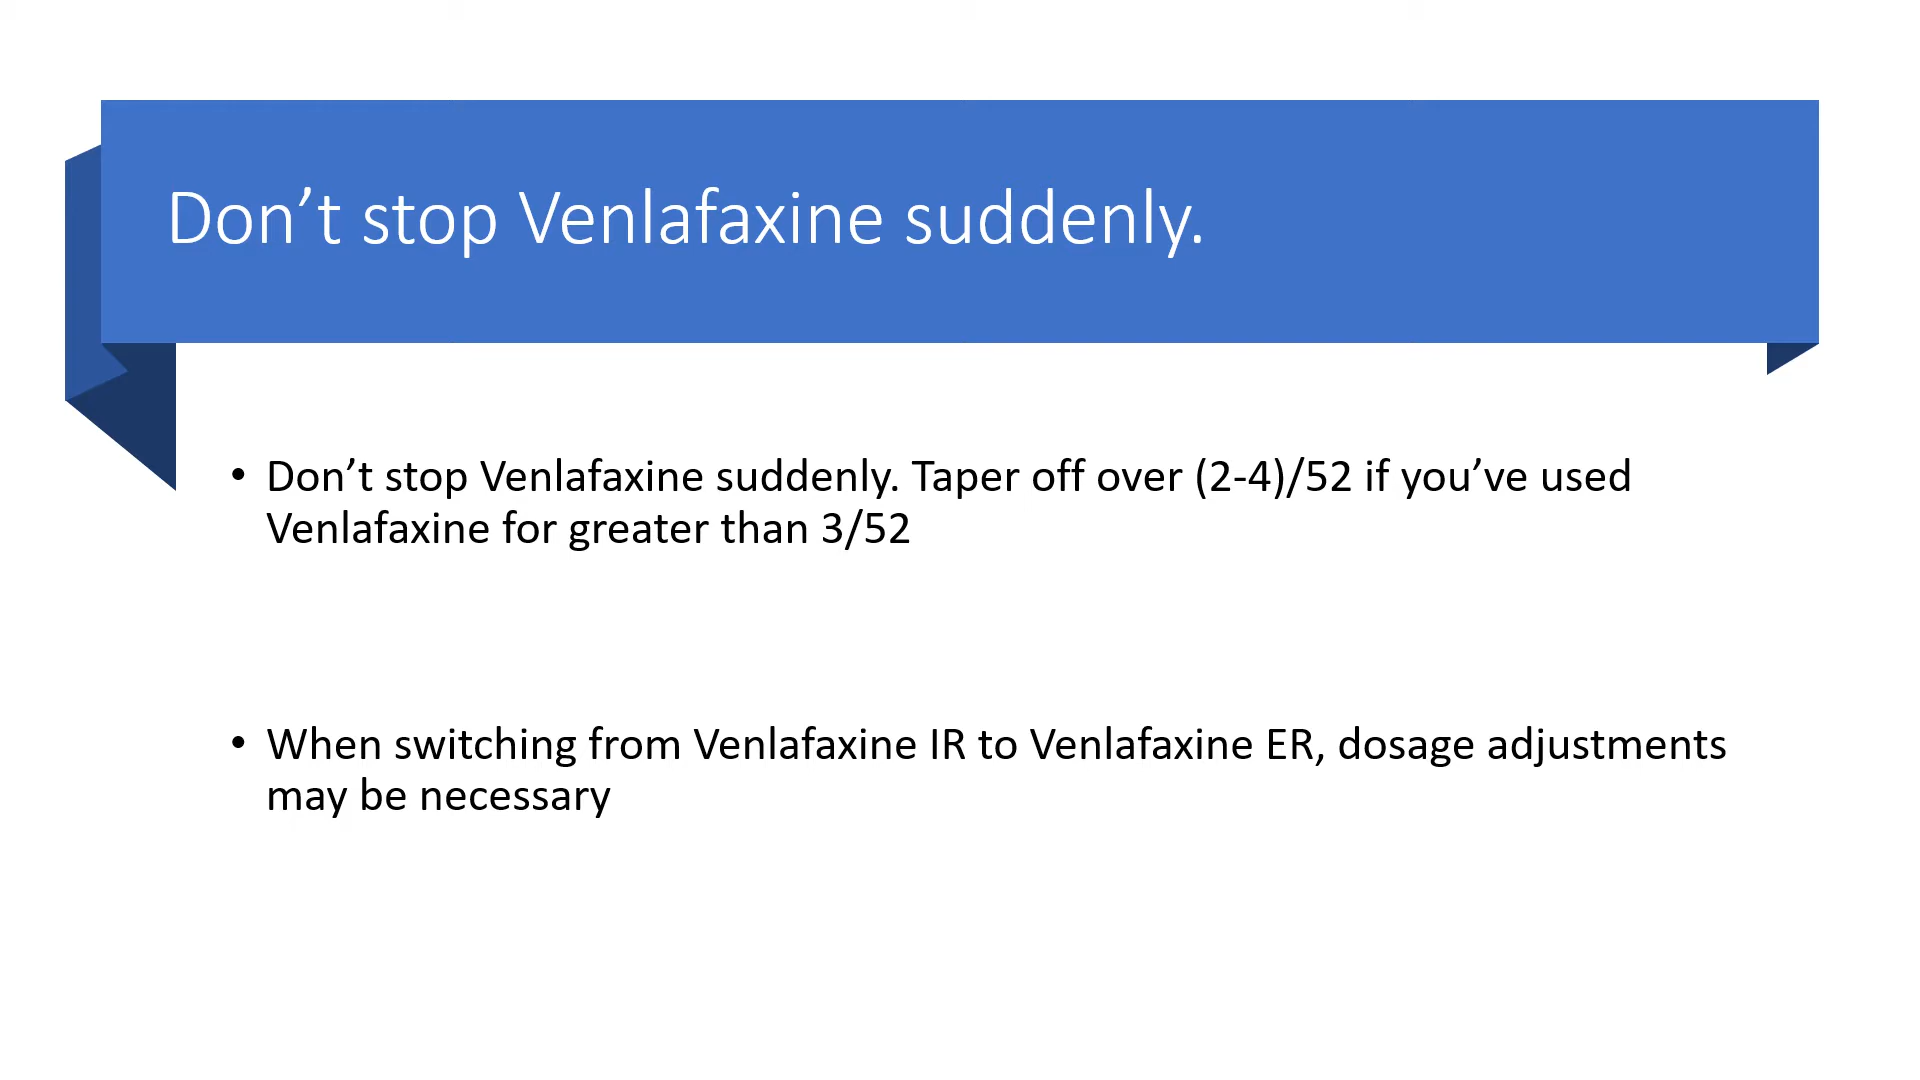 Don’t stop Venlafaxine suddenly.
• Don’t stop Venlafaxine suddenly. Taper off over (2-4)/52 if you’ve used
Venlafaxine for greater than 3/52
• When switching from Venlafaxine IR to Venlafaxine ER, dosage adjustments
may be necessary